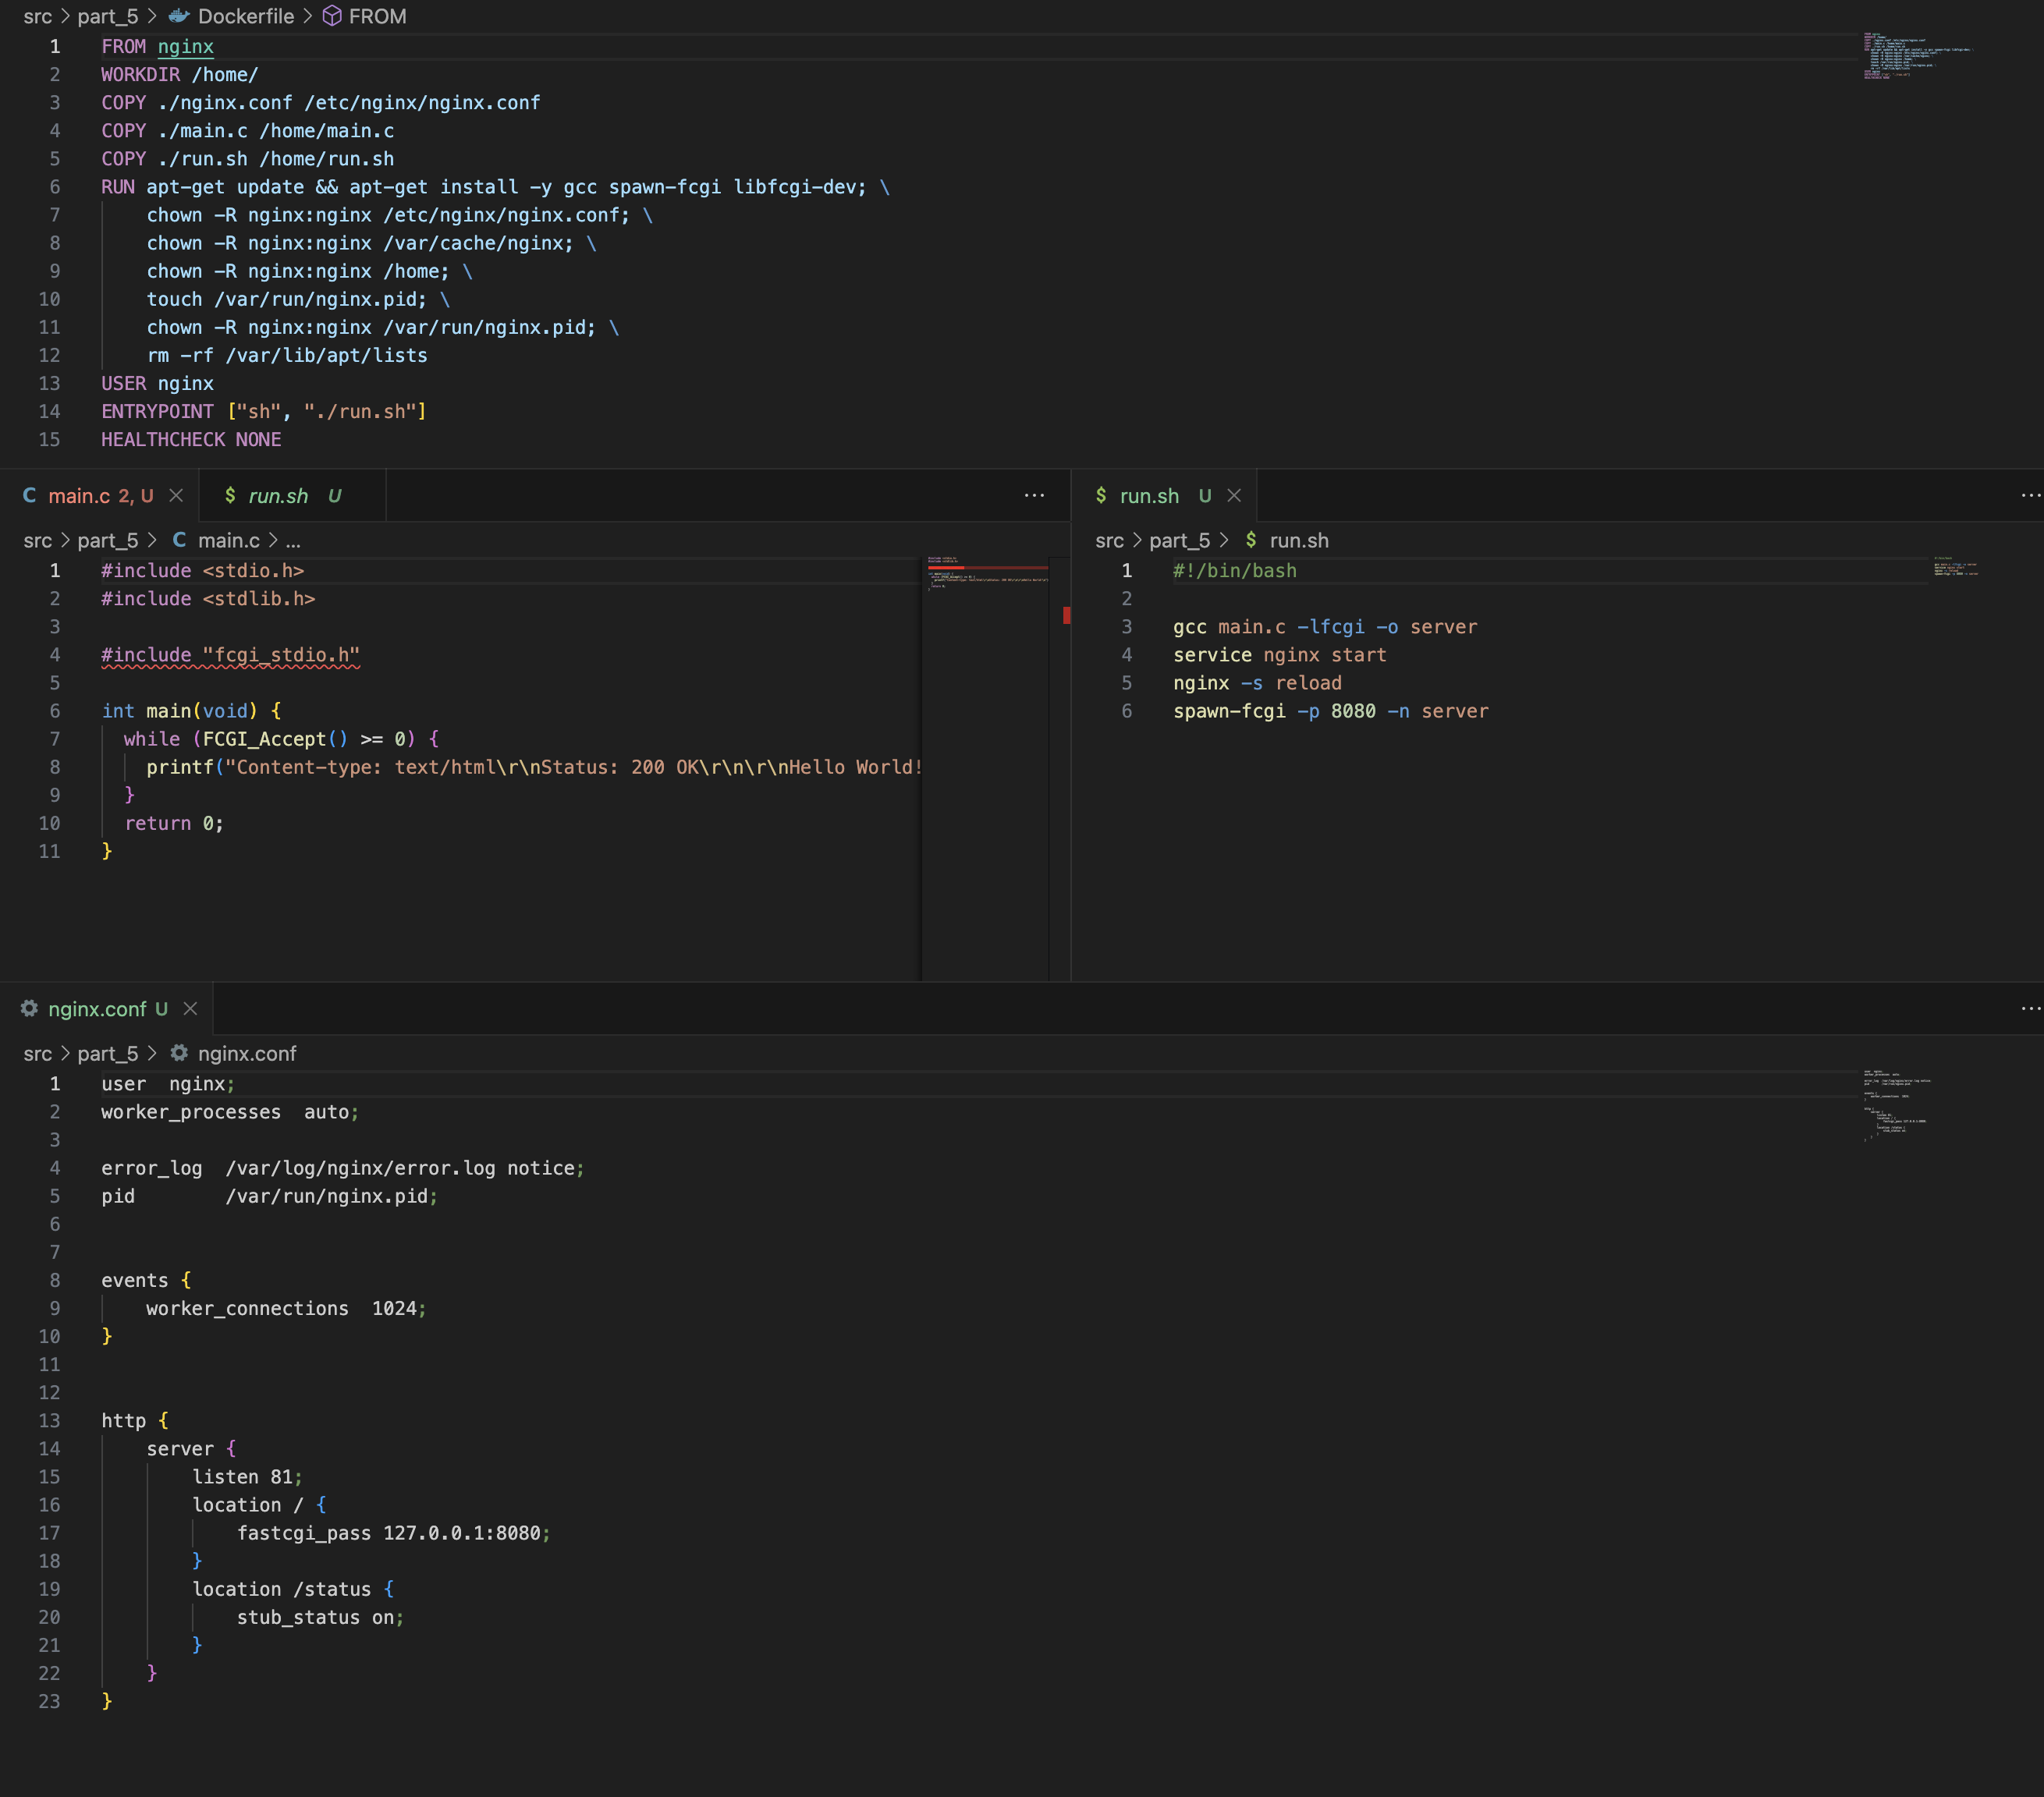 src > part_5 > Dockerfile > FROM
1 FROM nginx
2 WORKDIR /home/
3 COPY ./nginx.conf /etc/nginx/nginx.conf
4 COPY ./main.c /home/main.c
5 COPY ./run.sh /home/run.sh
6 RUN apt-get update && apt-get install -y gcc spawn-fcgi libfcgi-dev; \
7     chown -R nginx:nginx /etc/nginx/nginx.conf; \
8     chown -R nginx:nginx /var/cache/nginx; \
9     chown -R nginx:nginx /home; \
10     touch /var/run/nginx.pid; \
11     chown -R nginx:nginx /var/run/nginx.pid; \
12     rm -rf /var/lib/apt/lists
13 USER nginx
14 ENTRYPOINT ["sh", "./run.sh"]
15 HEALTHCHECK NONE
C main.c 2, U × $ run.sh U ...
src > part_5 > C main.c > ...
1 #include <stdio.h>
2 #include <stdlib.h>
3
4 #include "fcgi_stdio.h"
5
6 int main(void) {
7   while (FCGI_Accept() >= 0) {
8     printf("Content-type: text/html\r\nStatus: 200 OK\r\n\r\nHello World!
9   }
10   return 0;
11 }
$ run.sh U × ...
src > part_5 > $ run.sh
1 #!/bin/bash
2
3 gcc main.c -lfcgi -o server
4 service nginx start
5 nginx -s reload
6 spawn-fcgi -p 8080 -n server
nginx.conf U × ...
src > part_5 > nginx.conf
1 user  nginx;
2 worker_processes  auto;
3
4 error_log  /var/log/nginx/error.log notice;
5 pid        /var/run/nginx.pid;
6
7
8 events {
9     worker_connections  1024;
10 }
11
12
13 http {
14     server {
15         listen 81;
16         location / {
17             fastcgi_pass 127.0.0.1:8080;
18         }
19         location /status {
20             stub_status on;
21         }
22     }
23 }